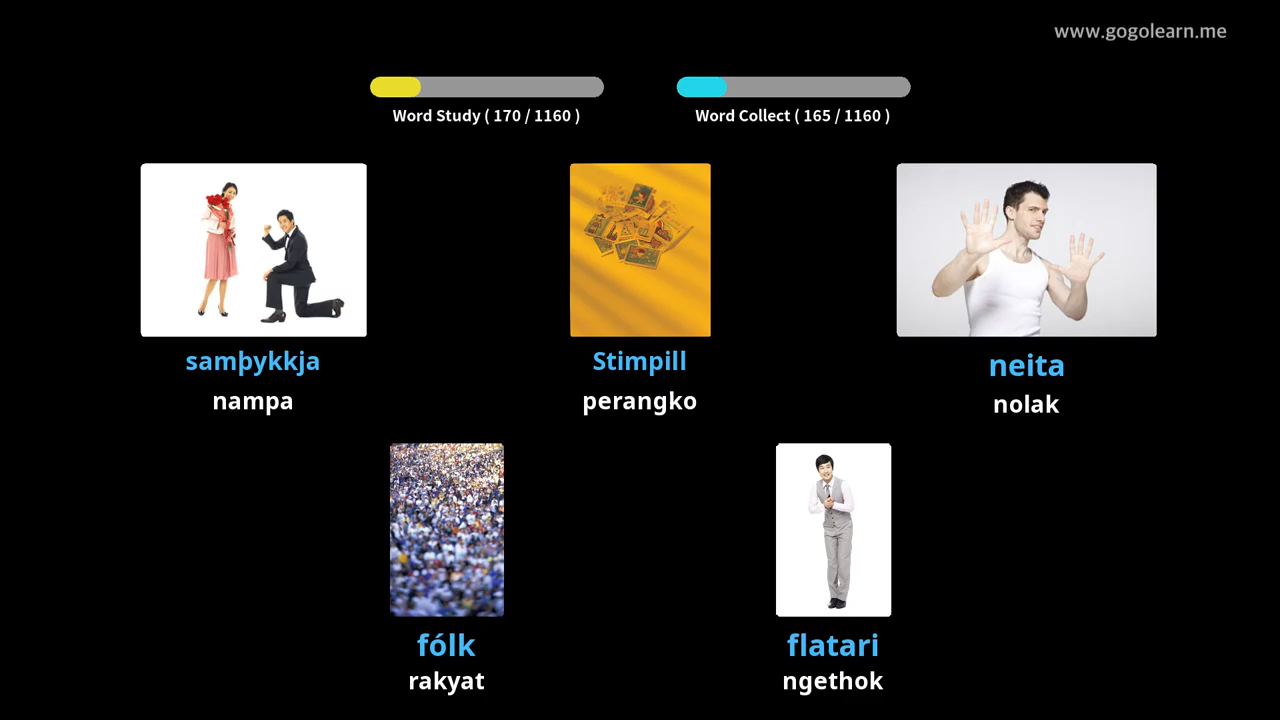 www.gogolearn.me
Word Study ( 170 / 1160 )
Word Collect ( 165 / 1160 )
samþykkja
nampa
Stimpill
perangko
neita
nolak
fólk
rakyat
flatari
ngethok